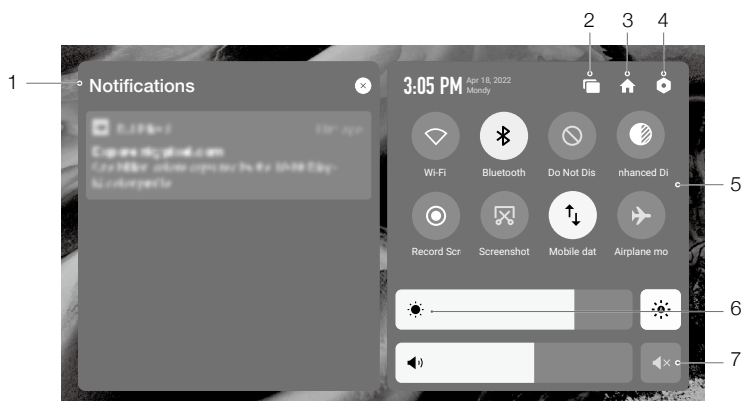 2
3
4
1
Notifications
3:05 PM
Apr 18, 2022
Mondy
Wi-Fi
Bluetooth
Do Not Dis
nhanced Di
5
Record Scr
Screenshot
Mobile dat
Airplane mo
6
7